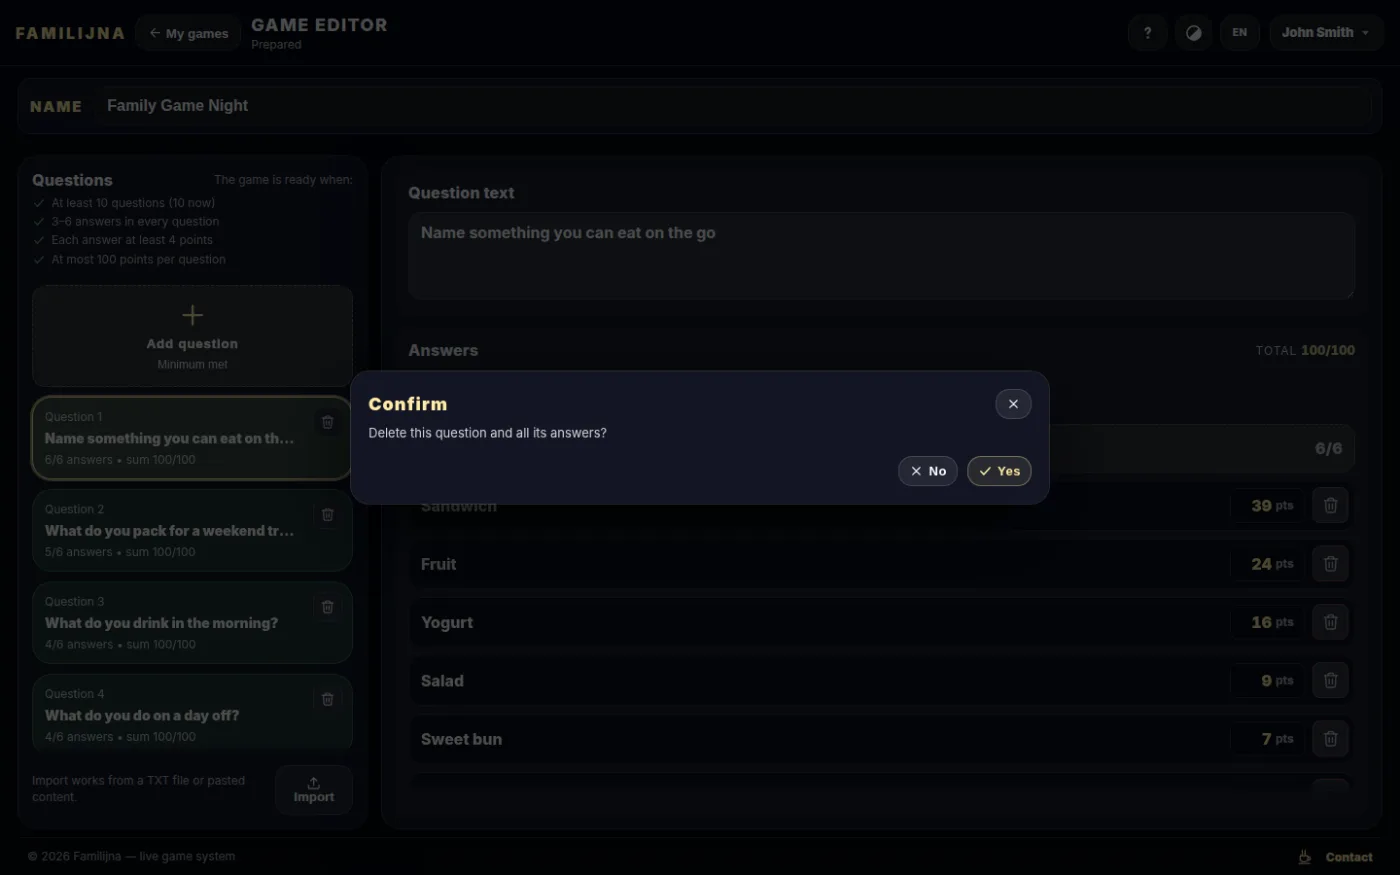 FAMILIJNA
← My games
GAME EDITOR
Prepared
?
EN
John Smith
NAME
Family Game Night
Questions
The game is ready when:
At least 10 questions (10 now)
3–6 answers in every question
Each answer at least 4 points
At most 100 points per question
Add question
Minimum met
Question 1
Name something you can eat on th...
6/6 answers • sum 100/100
Question 2
What do you pack for a weekend tr...
5/6 answers • sum 100/100
Question 3
What do you drink in the morning?
4/6 answers • sum 100/100
Question 4
What do you do on a day off?
4/6 answers • sum 100/100
Import works from a TXT file or pasted
content.
Import
Question text
Name something you can eat on the go
Answers
TOTAL 100/100
6/6
Confirm
Delete this question and all its answers?
No
Yes
Sandwich
39 pts
Fruit
24 pts
Yogurt
16 pts
Salad
9 pts
Sweet bun
7 pts
© 2026 Familijna — live game system
Contact